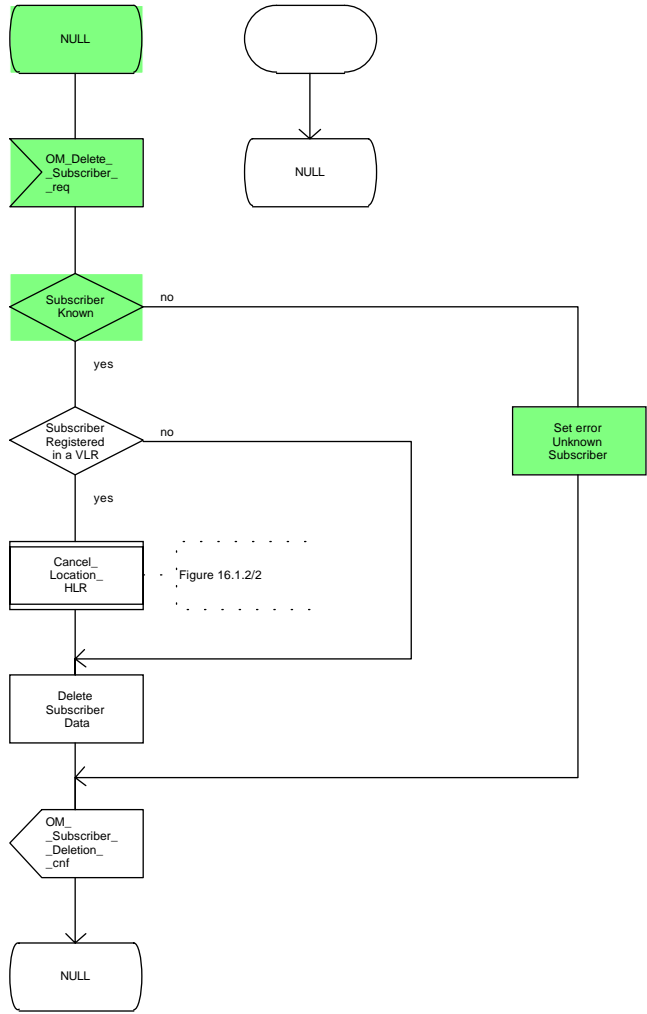 NULL
OM_Delete_
_Subscriber_
_req
NULL
Subscriber
Known
no
yes
Subscriber
Registered
in a VLR
no
Set error
Unknown
Subscriber
yes
Cancel_
Location_
HLR
Figure 16.1.2/2
Delete
Subscriber
Data
OM_
_Subscriber_
_Deletion_
_cnf
NULL